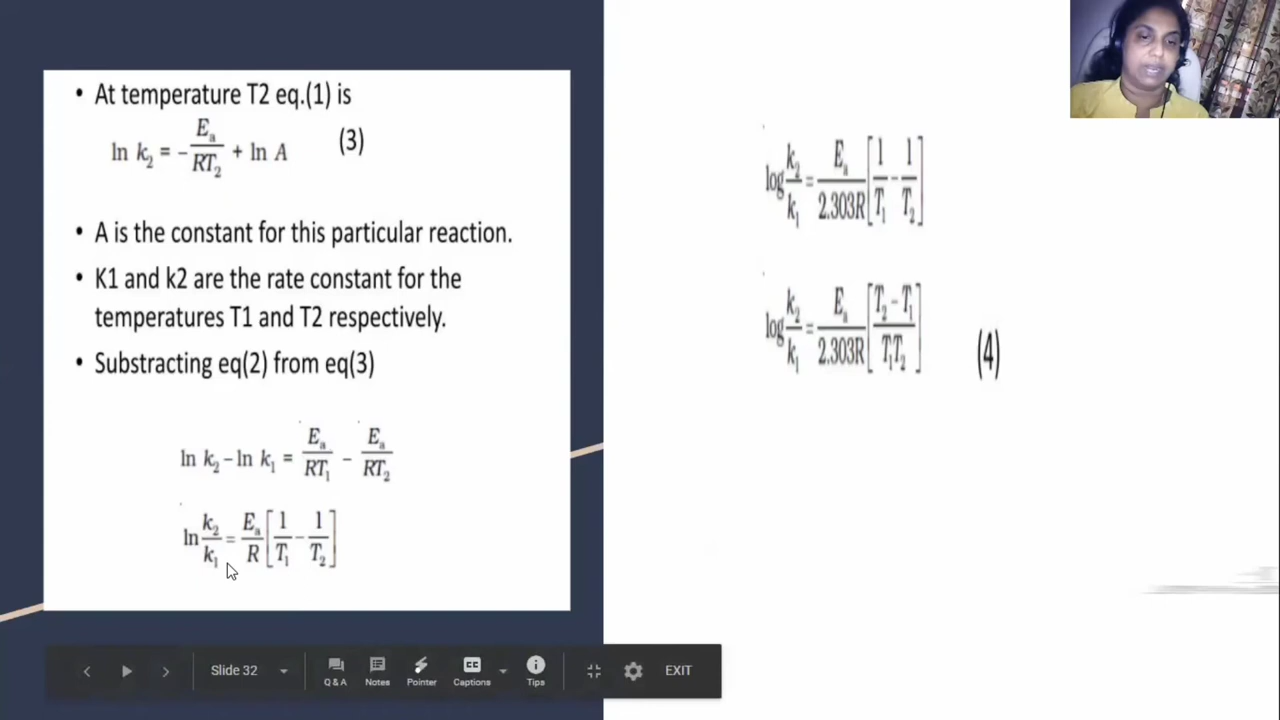 • At temperature T2 eq.(1) is
ln k₂ = - Eₐ/RT₂ + ln A (3)
• A is the constant for this particular reaction.
• K1 and k2 are the rate constant for the
temperatures T1 and T2 respectively.
• Substracting eq(2) from eq(3)
ln k₂ - ln k₁ = Eₐ/RT₁ - Eₐ/RT₂
ln k₂/k₁ = Eₐ/R [1/T₁ - 1/T₂]
log k₂/k₁ = Eₐ/2.303R [1/T₁ - 1/T₂]
log k₂/k₁ = Eₐ/2.303R [T₂ - T₁/T₁T₂] (4)
Slide 32
CC
Q & A
Notes
Pointer
Captions
Tips
EXIT